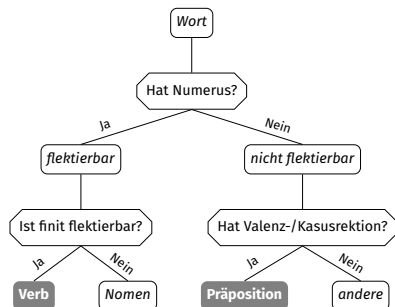 Wort
Hat Numerus?
Ja
Nein
flektierbar
nicht flektierbar
Ist finit flektierbar?
Hat Valenz-/Kasusrektion?
Ja
Nein
Ja
Nein
Verb
Nomen
Präposition
andere